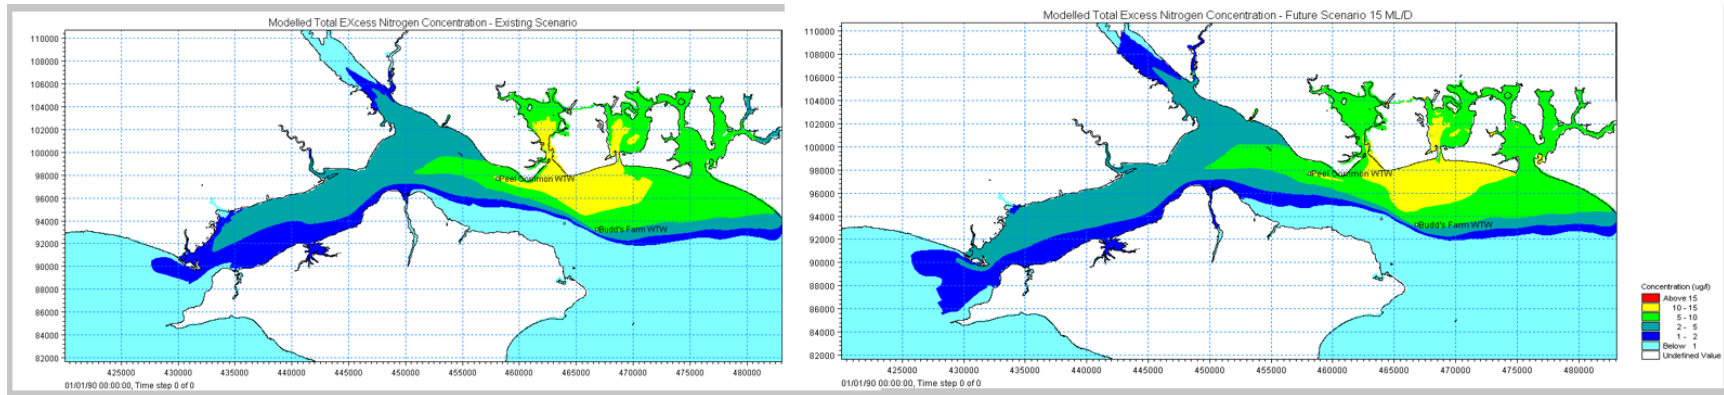 Modelled Total EXcess Nitrogen Concentration - Existing Scenario
110000
108000
106000
104000
102000
100000
98000
96000
94000
92000
90000
88000
86000
84000
82000
Peel Common WTW
Budd's Farm WTW
425000 430000 435000 440000 445000 450000 455000 460000 465000 470000 475000 480000
01/01/90 00:00:00, Time step 0 of 0
Modelled Total Excess Nitrogen Concentration - Future Scenario 15 ML/D
110000
108000
106000
104000
102000
100000
98000
96000
94000
92000
90000
88000
86000
84000
82000
Peel Common WTW
Budd's Farm WTW
425000 430000 435000 440000 445000 450000 455000 460000 465000 470000 475000 480000
01/01/90 00:00:00, Time step 0 of 0
Concentration (ug/l)
Above 15
10 - 15
5 - 10
2 - 5
1 - 2
Below 1
Undefined Value